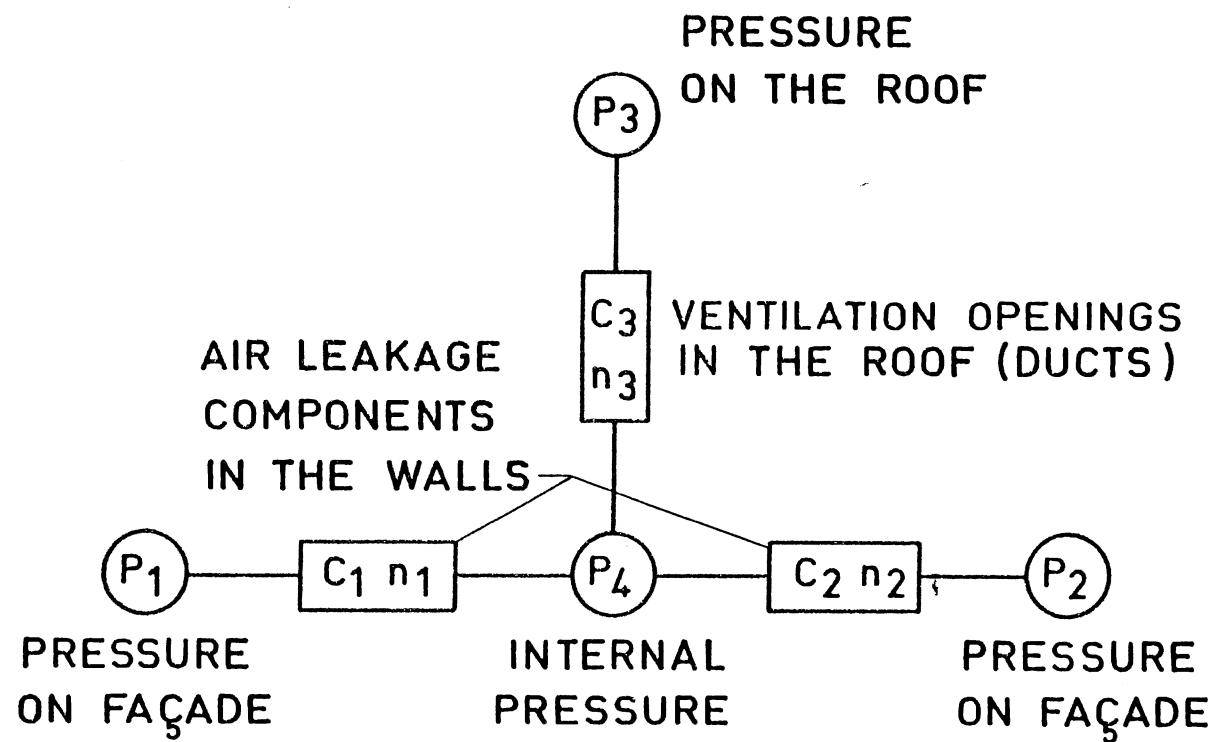 PRESSURE
ON THE ROOF
P3
C3
n3
VENTILATION OPENINGS
IN THE ROOF (DUCTS)
AIR LEAKAGE
COMPONENTS
IN THE WALLS
P1
C1 n1
P4
C2 n2
P2
PRESSURE
ON FAÇADE
INTERNAL
PRESSURE
PRESSURE
ON FAÇADE